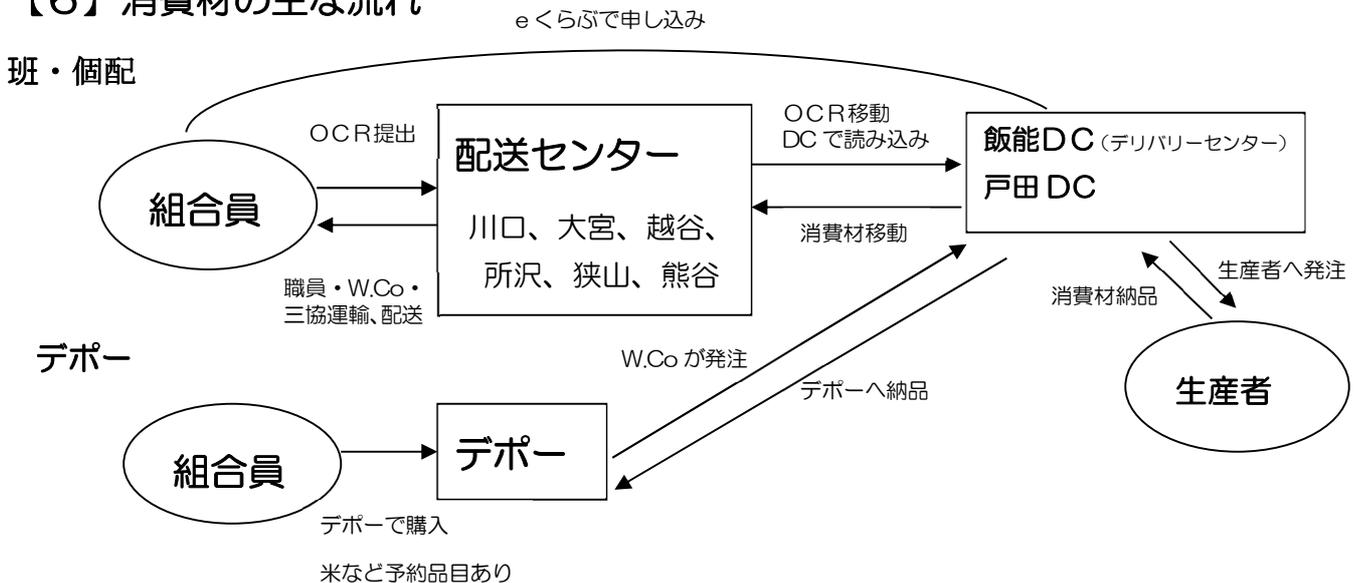 【6】消費材の主な流れ
eくらぶで申し込み
班・個配
OCR提出
組合員
職員・W.Co・
三協運輸、配送
配送センター
川口、大宮、越谷、
所沢、狭山、熊谷
OCR移動
DCで読み込み
消費材移動
飯能DC（デリバリーセンター）
戸田DC
生産者へ発注
消費材納品
生産者
デポー
W.Coが発注
デポーへ納品
組合員
デポー
デポーで購入
米など予約品目あり